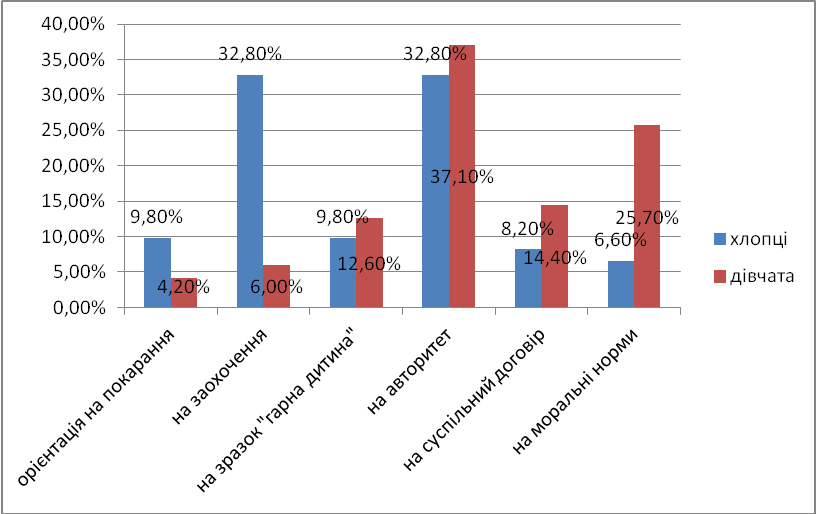 40,00%
35,00%
30,00%
25,00%
20,00%
15,00%
10,00%
5,00%
0,00%
9,80%
4,20%
32,80%
6,00%
9,80%
12,60%
32,80%
37,10%
8,20%
14,40%
6,60%
25,70%
орієнтація на покарання
на заохочення
на зразок "гарна дитина"
на авторитет
на суспільний договір
на моральні норми
хлопці
дівчата